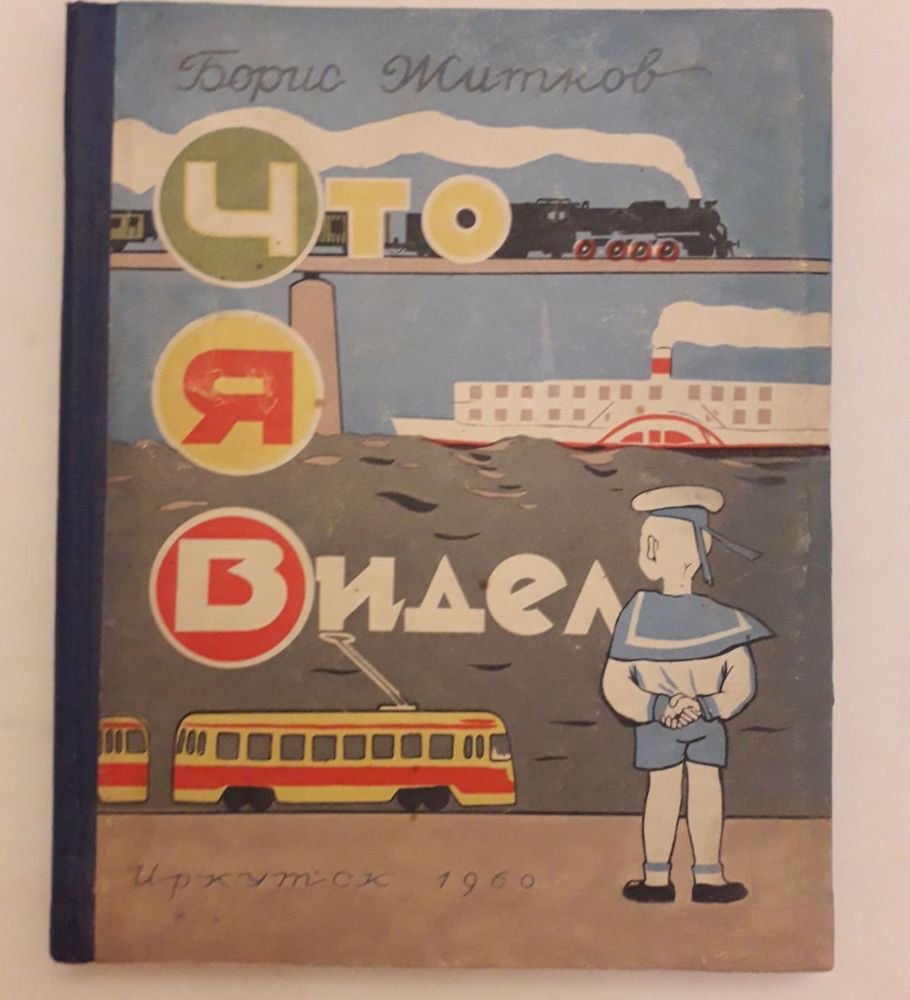 Борис Житков
Что
Я
Видел
Иркутск 1960